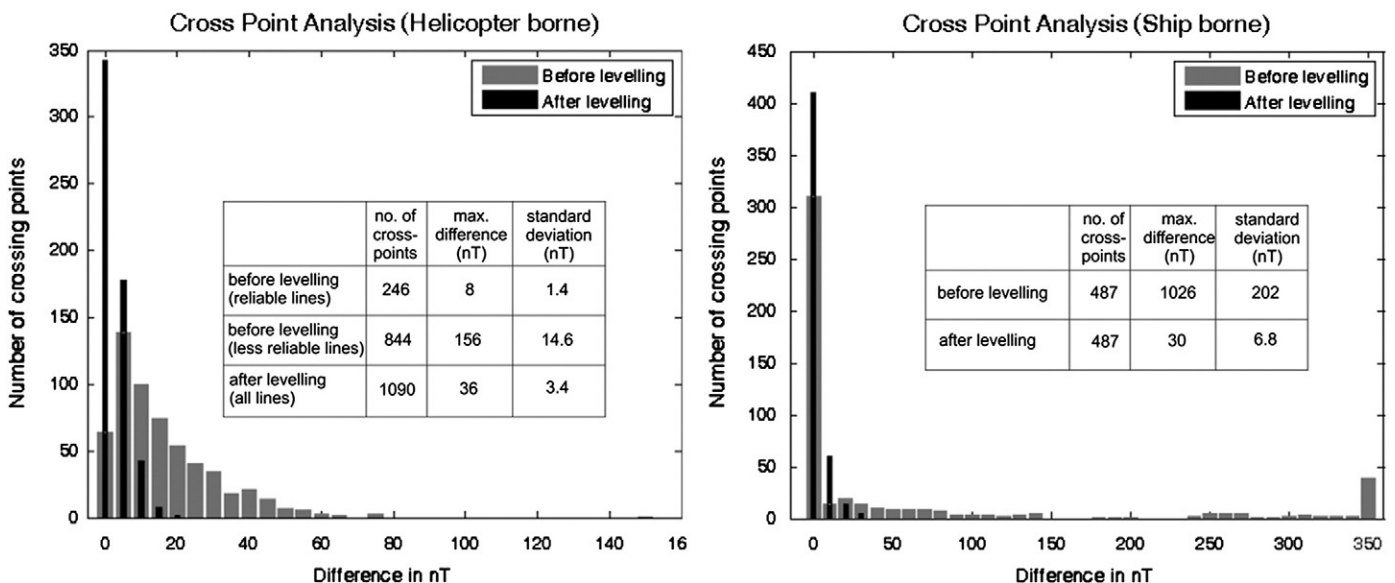 Cross Point Analysis (Helicopter borne)
350
300
250
200
150
100
50
0
Number of crossing points
Before levelling
After levelling
no. of cross-points
max. difference (nT)
standard deviation (nT)
before levelling (reliable lines) 246 8 1.4
before levelling (less reliable lines) 844 156 14.6
after levelling (all lines) 1090 36 3.4
0 20 40 60 80 100 120 140 16
Difference in nT
Cross Point Analysis (Ship borne)
450
400
350
300
250
200
150
100
50
0
Number of crossing points
Before levelling
After levelling
no. of cross-points
max. difference (nT)
standard deviation (nT)
before levelling 487 1026 202
after levelling 487 30 6.8
0 50 100 150 200 250 300 350
Difference in nT